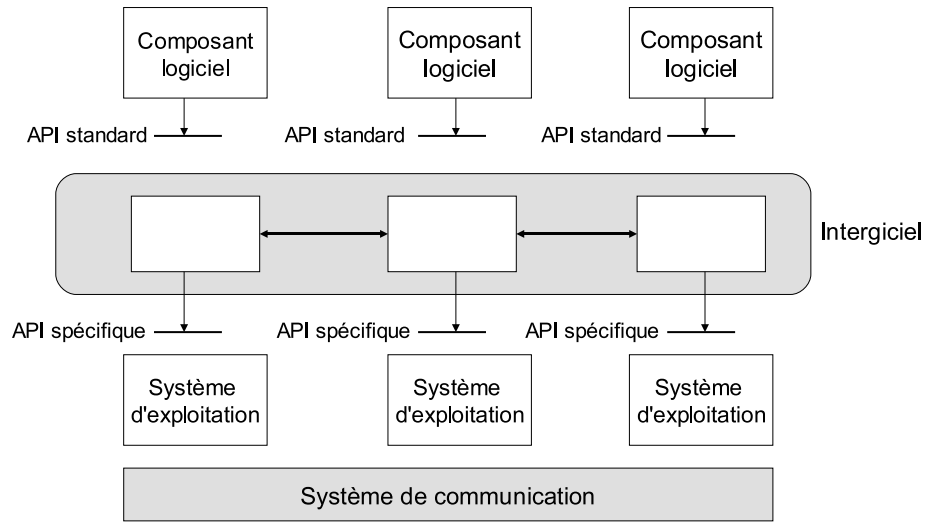 Composant
logiciel
Composant
logiciel
Composant
logiciel
API standard
API standard
API standard
Intergiciel
API spécifique
API spécifique
API spécifique
Système
d'exploitation
Système
d'exploitation
Système
d'exploitation
Système de communication